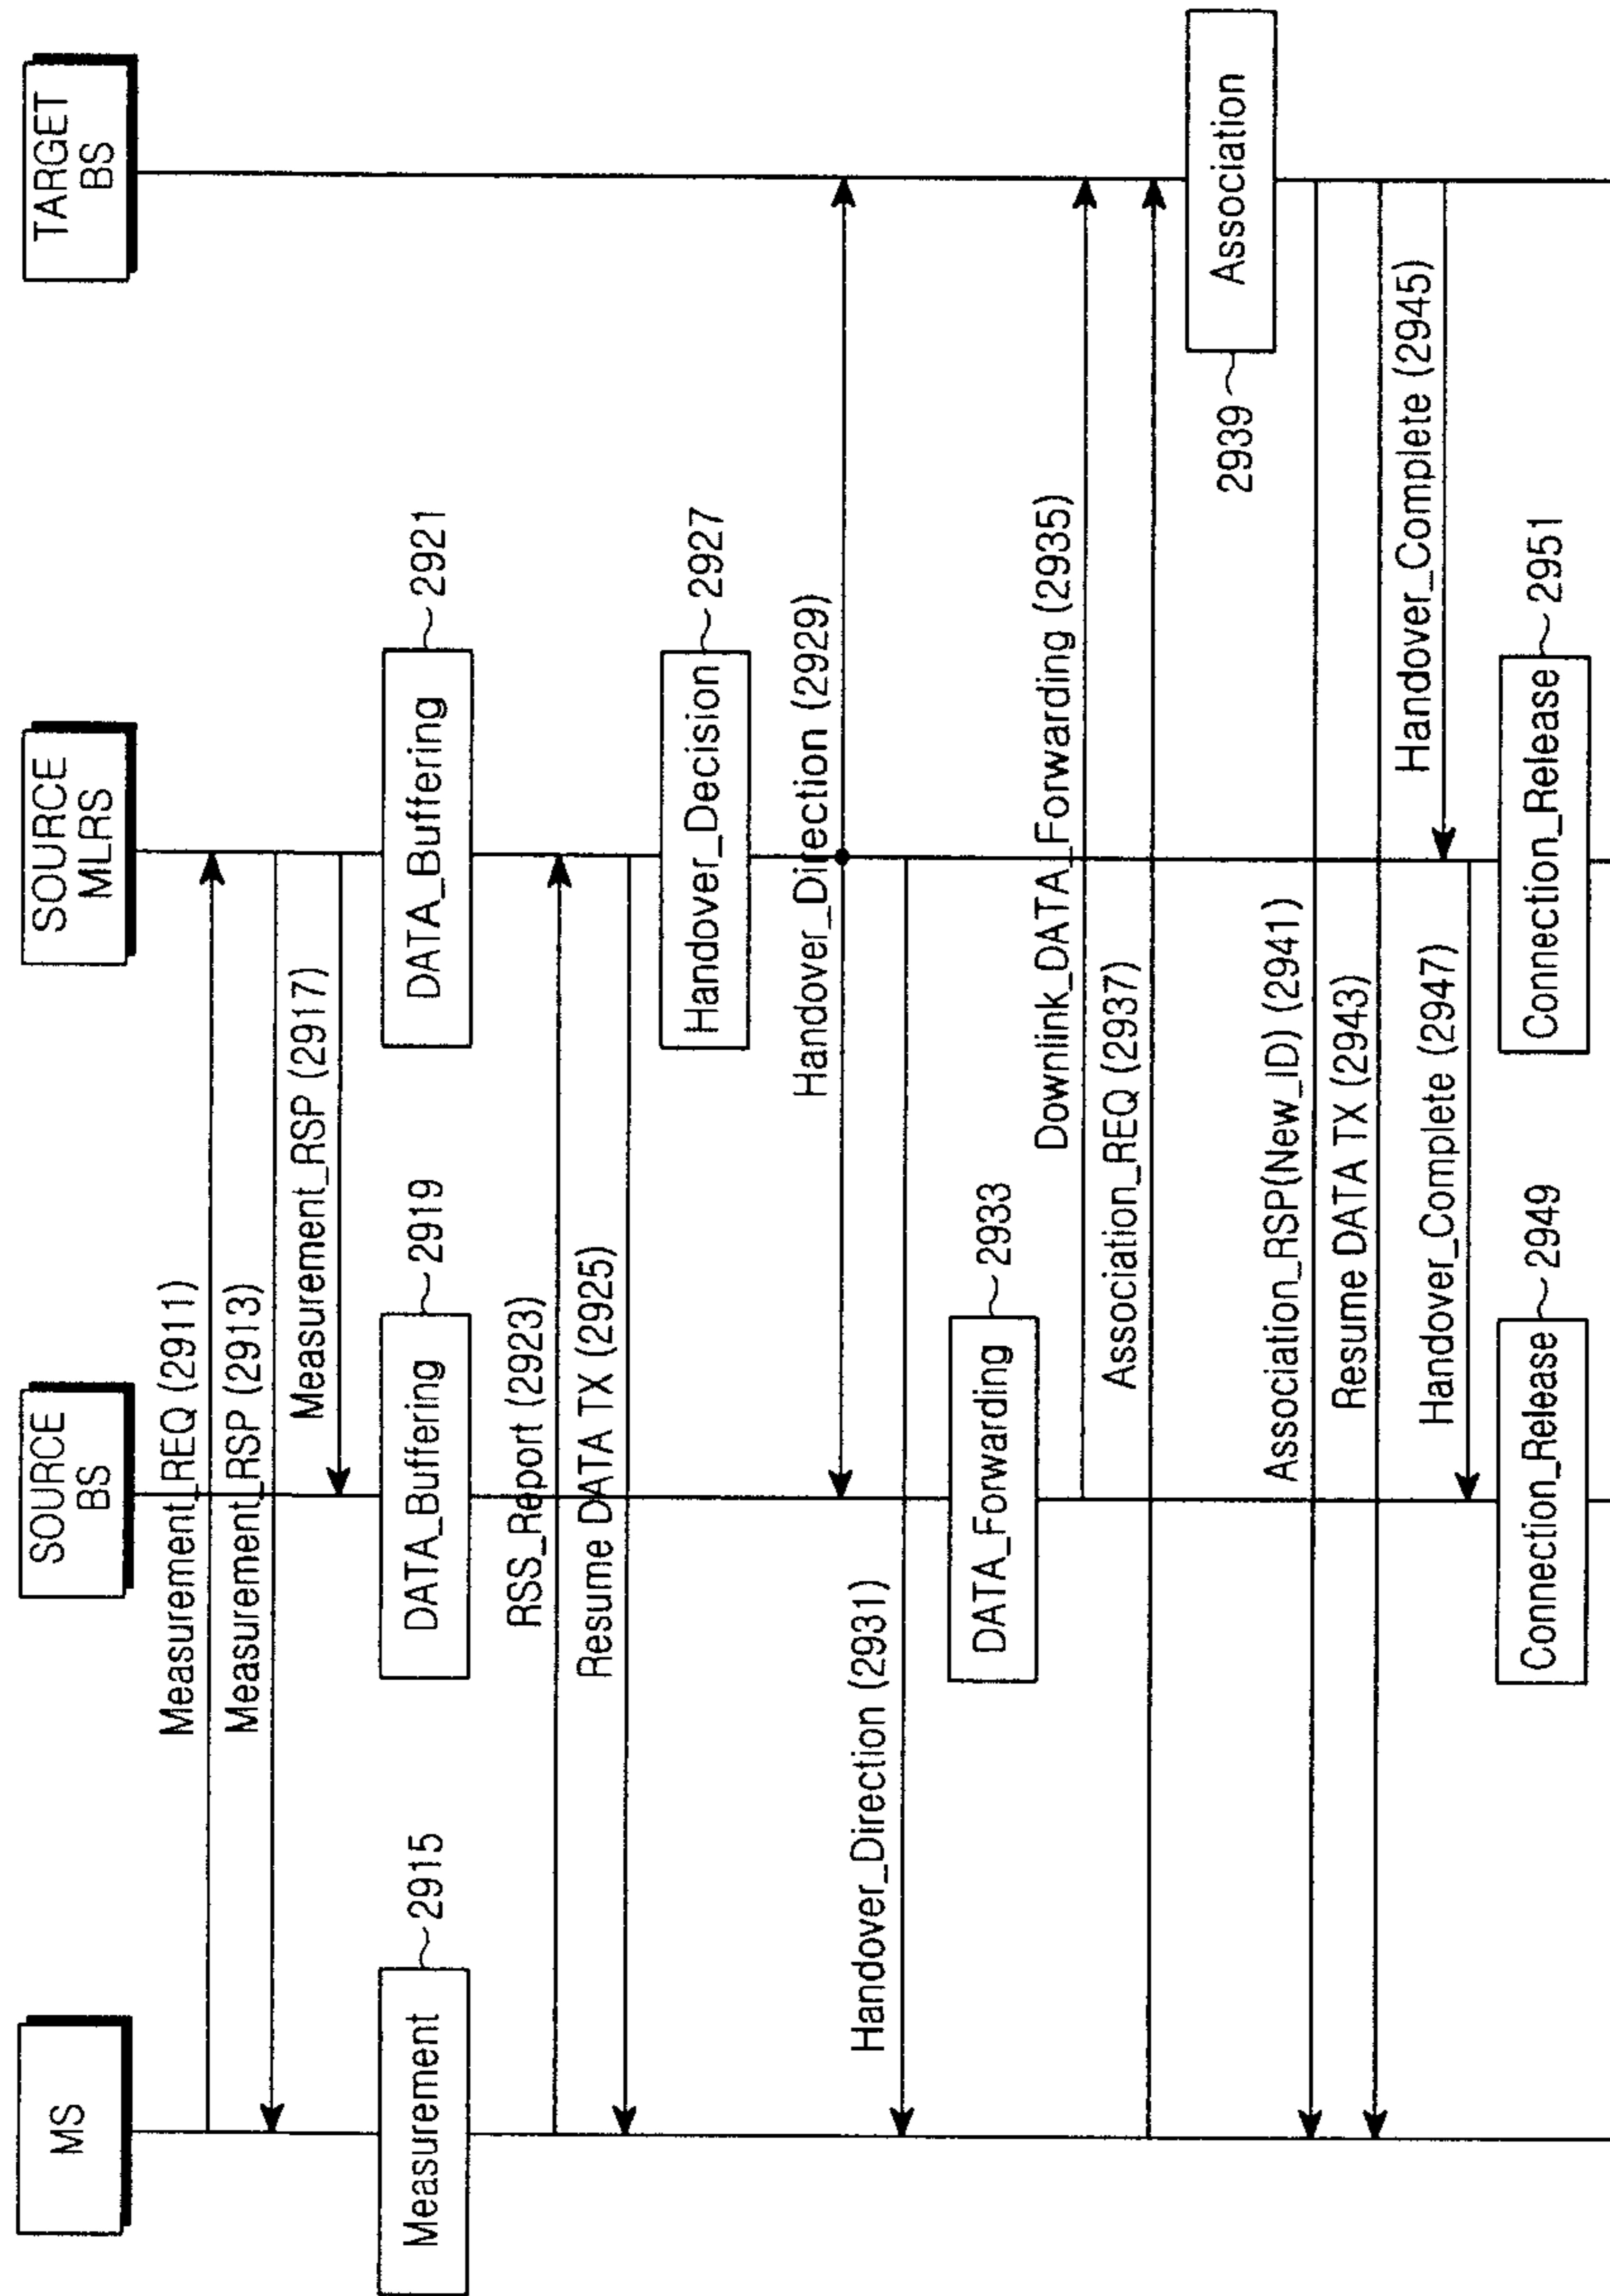 MS
SOURCE
BS
SOURCE
MLRS
TARGET
BS
Measurement_REQ (2911)
Measurement_RSP (2913)
Measurement_RSP (2917)
Measurement
2915
DATA_Buffering
2919
DATA_Buffering
2921
RSS_Report (2923)
Resume DATA TX (2925)
Handover_Decision
2927
Handover_Direction (2929)
Handover_Direction (2931)
DATA_Forwarding
2933
Downlink_DATA_Forwarding (2935)
Association_REQ (2937)
Association
2939
Association_RSP(New_ID) (2941)
Resume DATA TX (2943)
Handover_Complete (2945)
Handover_Complete (2947)
Connection_Release
2949
Connection_Release
2951